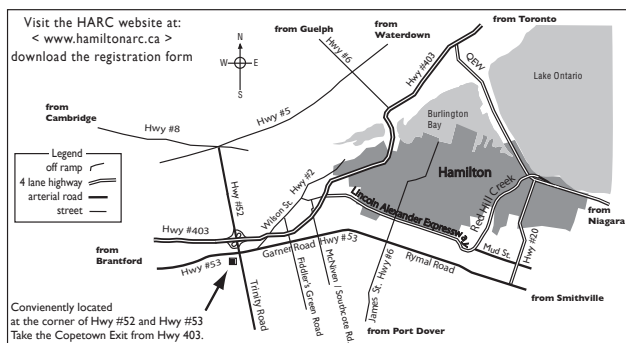 Visit the HARC website at:
< www.hamiltonarc.ca >
download the registration form
N
W
E
S
from
Guelph
Hwy #6
from
Waterdown
Hwy #403
from Toronto
QEW
Lake Ontario
Burlington
Bay
from
Cambridge
Hwy #8
Hwy #5
Legend
off ramp
4 lane highway
arterial road
street
Hwy #52
Wilson St.
Hwy #2
Hamilton
Lincoln Alexander Expressway
Red Hill Creek
from
Niagara
Hwy #403
from
Brantford
Hwy #53
Garner Road
Hwy #53
Rymal Road
Mud St.
Hwy #20
from Smithville
Trinity Road
Fiddler's Green Road
McNiven / Southcote Rd.
James St. Hwy #6
from Port Dover
Conviently located
at the corner of Hwy #52 and Hwy #53
Take the Copetown Exit from Hwy 403.